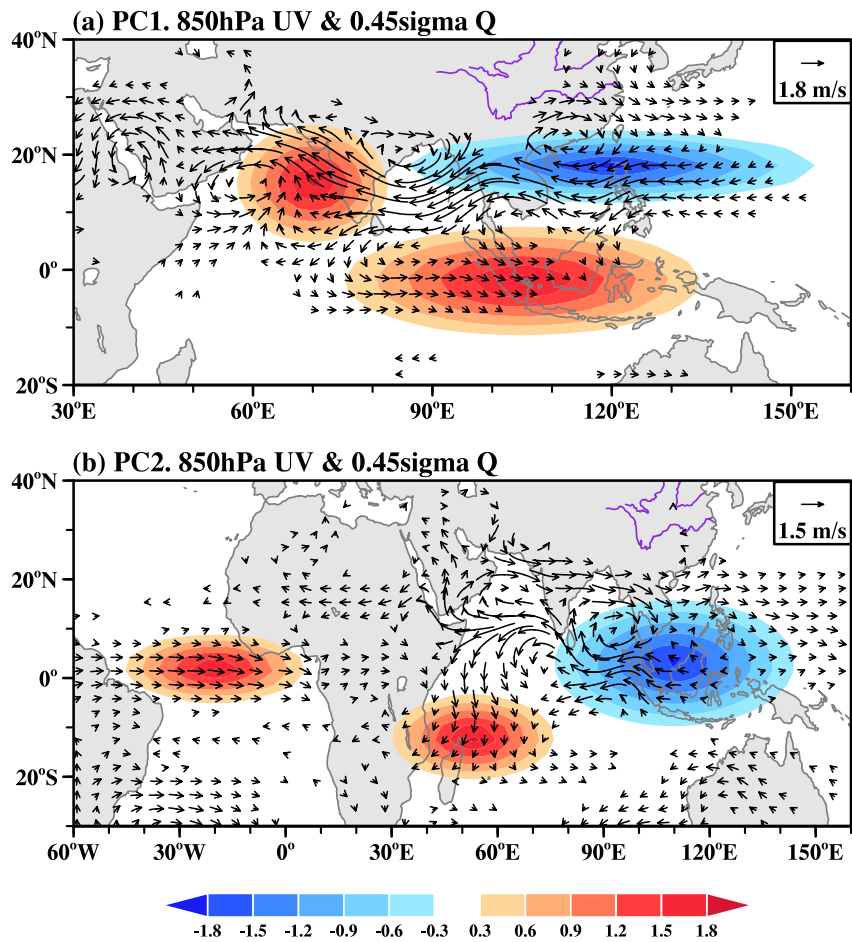 (a) PC1. 850hPa UV & 0.45sigma Q
40°N
1.8 m/s
20°N
0°
20°S
30°E 60°E 90°E 120°E 150°E
(b) PC2. 850hPa UV & 0.45sigma Q
40°N
1.5 m/s
20°N
0°
20°S
60°W 30°W 0° 30°E 60°E 90°E 120°E 150°E
-1.8 -1.5 -1.2 -0.9 -0.6 -0.3 0.3 0.6 0.9 1.2 1.5 1.8